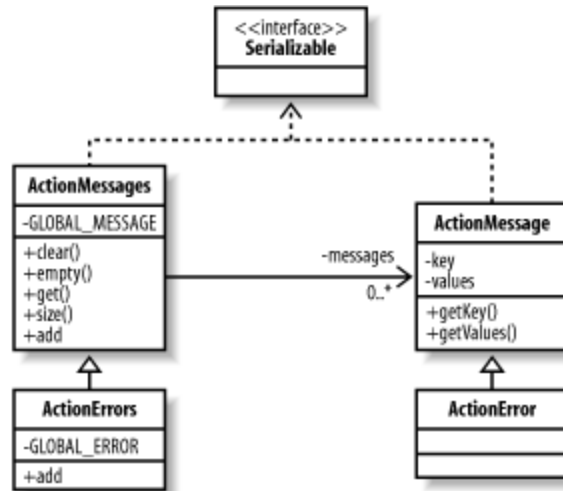 <<interface>>
Serializable
ActionMessages
-GLOBAL_MESSAGE
+clear()
+empty()
+get()
+size()
+add
-messages
0..*
ActionMessage
-key
-values
+getKey()
+getValues()
ActionErrors
-GLOBAL_ERROR
+add
ActionError